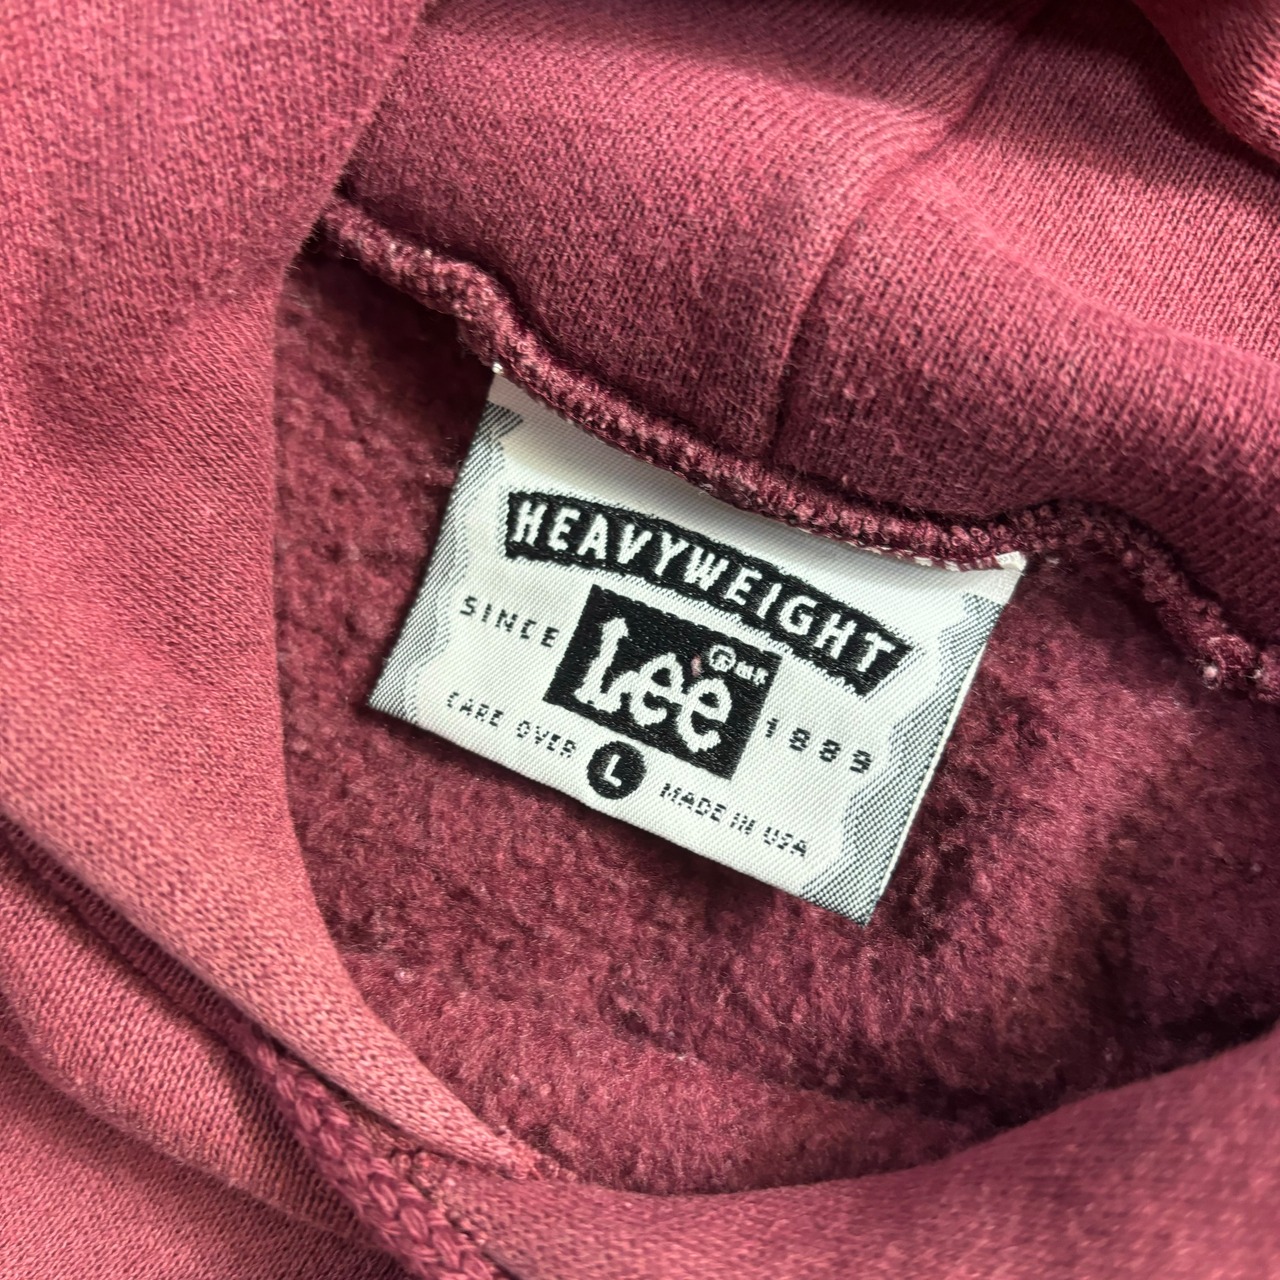 HEAVYWEIGHT
SINCE Lee ® M.R. 1889
CARE OVER L MADE IN USA